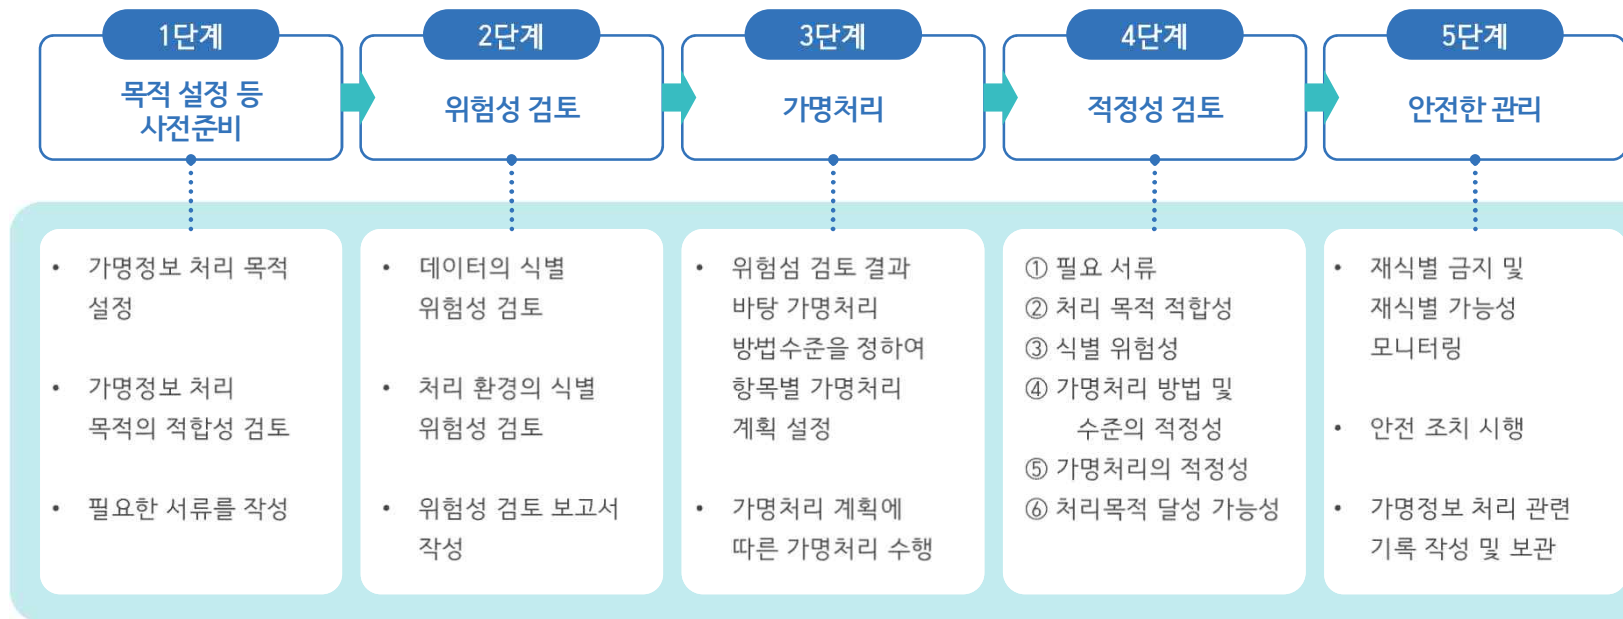 1단계
목적 설정 등
사전준비
2단계
위험성 검토
3단계
가명처리
4단계
적정성 검토
5단계
안전한 관리
• 가명정보 처리 목적
설정
• 가명정보 처리
목적의 적합성 검토
• 필요한 서류를 작성
• 데이터의 식별
위험성 검토
• 처리 환경의 식별
위험성 검토
• 위험성 검토 보고서
작성
• 위험섬 검토 결과
바탕 가명처리
방법수준을 정하여
항목별 가명처리
계획 설정
• 가명처리 계획에
따른 가명처리 수행
① 필요 서류
② 처리 목적 적합성
③ 식별 위험성
④ 가명처리 방법 및
수준의 적정성
⑤ 가명처리의 적정성
⑥ 처리목적 달성 가능성
• 재식별 금지 및
재식별 가능성
모니터링
• 안전 조치 시행
• 가명정보 처리 관련
기록 작성 및 보관